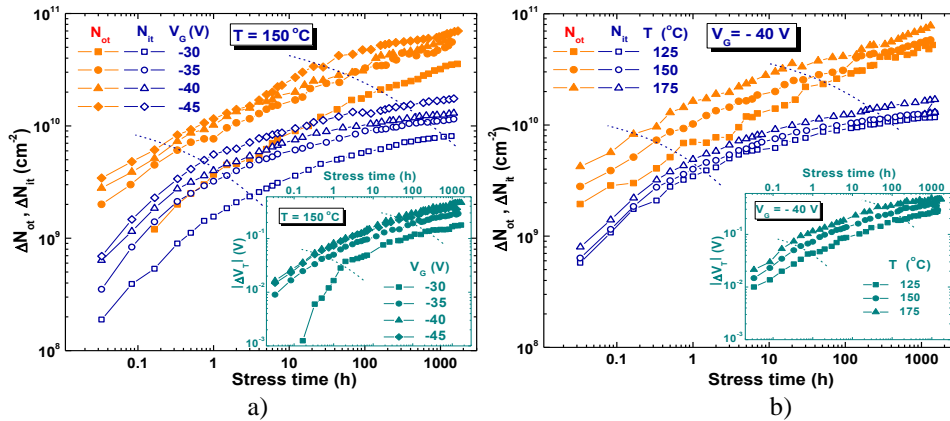 N_ot N_it V_G (V)
-30
-35
-40
-45
T = 150 °C
10^11
10^10
10^9
10^8
ΔN_ot, ΔN_it (cm^-2)
Stress time (h)
0.1 1 10 100 1000
T = 150 °C
10^-1
10^-2
10^-3
|ΔV_T| (V)
V_G (V)
-30
-35
-40
-45
0.1 1 10 100 1000
Stress time (h)
a)
N_ot N_it T (°C)
125
150
175
V_G = - 40 V
10^11
10^10
10^9
10^8
ΔN_ot, ΔN_it (cm^-2)
Stress time (h)
0.1 1 10 100 1000
V_G = - 40 V
10^-1
10^-2
10^-3
|ΔV_T| (V)
T (°C)
125
150
175
0.1 1 10 100 1000
Stress time (h)
b)